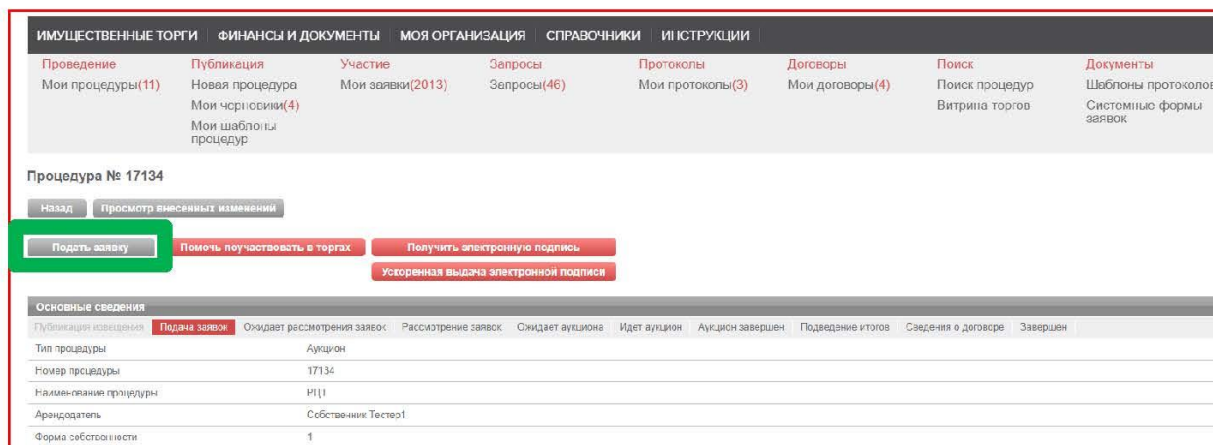 ИМУЩЕСТВЕННЫЕ ТОРГИ ФИНАНСЫ И ДОКУМЕНТЫ МОЯ ОРГАНИЗАЦИЯ СПРАВОЧНИКИ ИНСТРУКЦИИ
Проведение Публикация Участие Запросы Протоколы Договоры Поиск Документы
Мои процедуры(11) Новая процедура Мои заявки(2013) Запросы(46) Мои протоколы(3) Мои договоры(4) Поиск процедур Шаблоны протоколов
Мои черновики(4) Витрина торгов Системные формы
Мои шаблоны заявок
процедур
Процедура № 17134
Назад Просмотр внесенных изменений
Подать заявку Помочь поучаствовать в торгах Получить электронную подпись
Ускоренная выдача электронной подписи
Основные сведения
Публикация извещения Подача заявок Ожидает рассмотрения заявок Рассмотрение заявок Ожидает аукциона Идет аукцион Аукцион завершен Подведение итогов Сведения о договоре Завершен
Тип процедуры Аукцион
Номер процедуры 17134
Наименование процедуры
Арендодатель Собственник Тестер1
Форма собственности 1